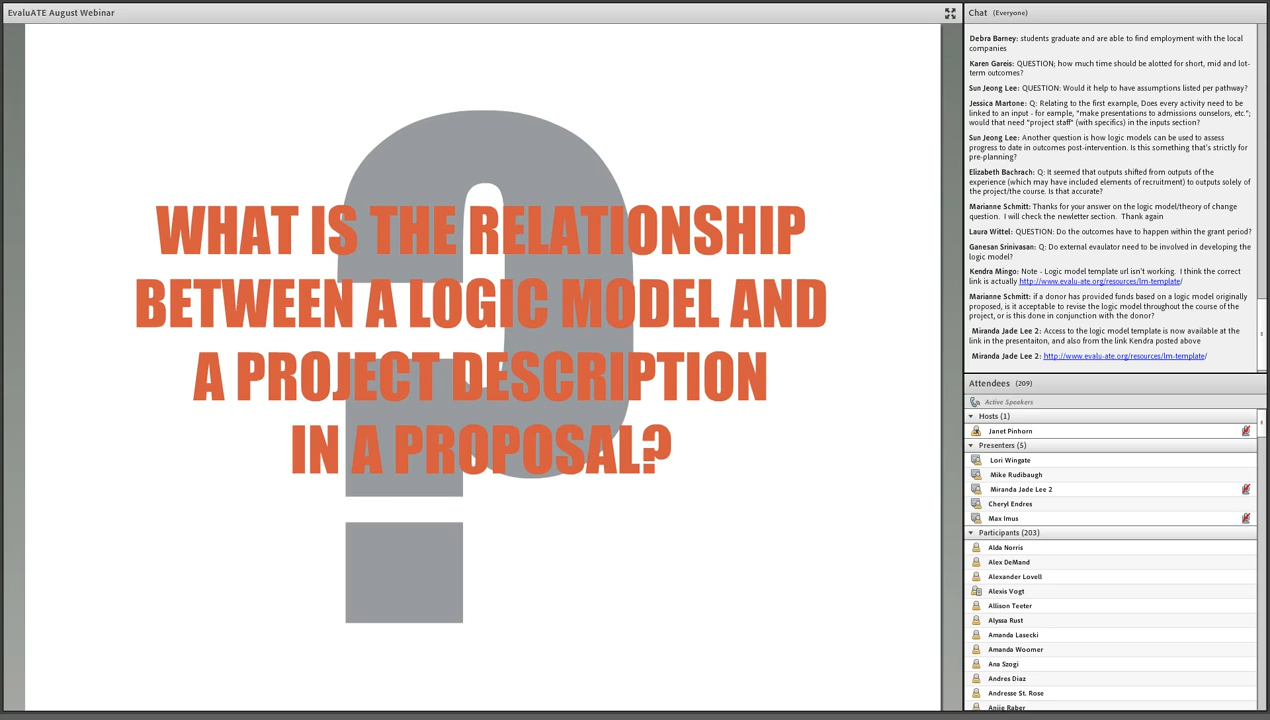 EvaluATE August Webinar
WHAT IS THE RELATIONSHIP
BETWEEN A LOGIC MODEL AND
A PROJECT DESCRIPTION
IN A PROPOSAL?
Chat (Everyone)
Debra Barney: students graduate and are able to find employment with the local
companies
Karen Gareis: QUESTION; how much time should be alotted for short, mid and lot-
term outcomes?
Sun Jeong Lee: QUESTION: Would it help to have assumptions listed per pathway?
Jessica Martone: Q: Relating to the first example, Does every activity need to be
linked to an input - for eample, "make presentations to admissions ounselors, etc.";
would that need "project staff" (with specifics) in the inputs section?
Sun Jeong Lee: Another question is how logic models can be used to assess
progress to date in outcomes post-intervention. Is this something that's strictly for
pre-planning?
Elizabeth Bachrach: Q: It seemed that outputs shifted from outputs of the
experience (which may have included elements of recruitment) to outputs solely of
the project/the course. Is that accurate?
Marianne Schmitt: Thanks for your answer on the logic model/theory of change
question. I will check the newletter section. Thank again
Laura Wittel: QUESTION: Do the outcomes have to happen within the grant period?
Ganesan Srinivasan: Q: Do external evaulator need to be involved in developing the
logic model?
Kendra Mingo: Note - Logic model template url isn't working. I think the correct
link is actually http://www.evalu-ate.org/resources/lm-template/
Marianne Schmitt: if a donor has provided funds based on a logic model originally
proposed, is it acceptable to revise the logic model throughout the course of the
project, or is this done in conjunction with the donor?
Miranda Jade Lee 2: Access to the logic model template is now available at the
link in the presentaiton, and also from the link Kendra posted above
Miranda Jade Lee 2: http://www.evalu-ate.org/resources/lm-template/
Attendees (209)
Active Speakers
Hosts (1)
Janet Pinhorn
Presenters (5)
Lori Wingate
Mike Rudibaugh
Miranda Jade Lee 2
Cheryl Endres
Max Imus
Participants (203)
Alda Norris
Alex DeMand
Alexander Lovell
Alexis Vogt
Allison Teeter
Alyssa Rust
Amanda Lasecki
Amanda Woomer
Ana Szogi
Andres Diaz
Andresse St. Rose
Anjie Raber